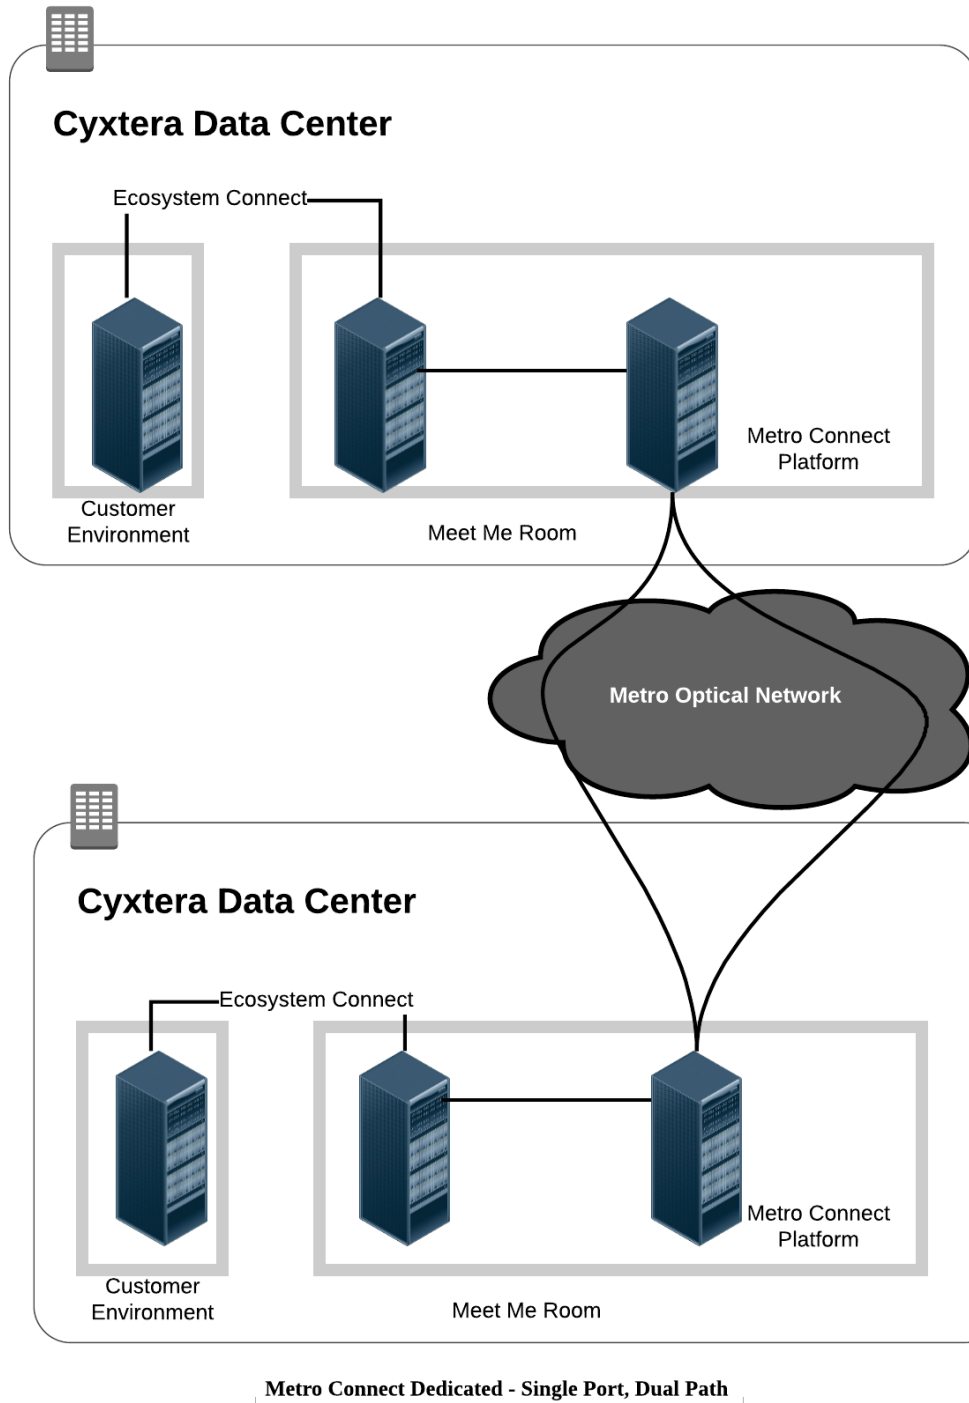 Cyxtera Data Center
Ecosystem Connect
Metro Connect
Platform
Customer
Environment
Meet Me Room
Metro Optical Network
Cyxtera Data Center
Ecosystem Connect
Metro Connect
Platform
Customer
Environment
Meet Me Room
Metro Connect Dedicated - Single Port, Dual Path